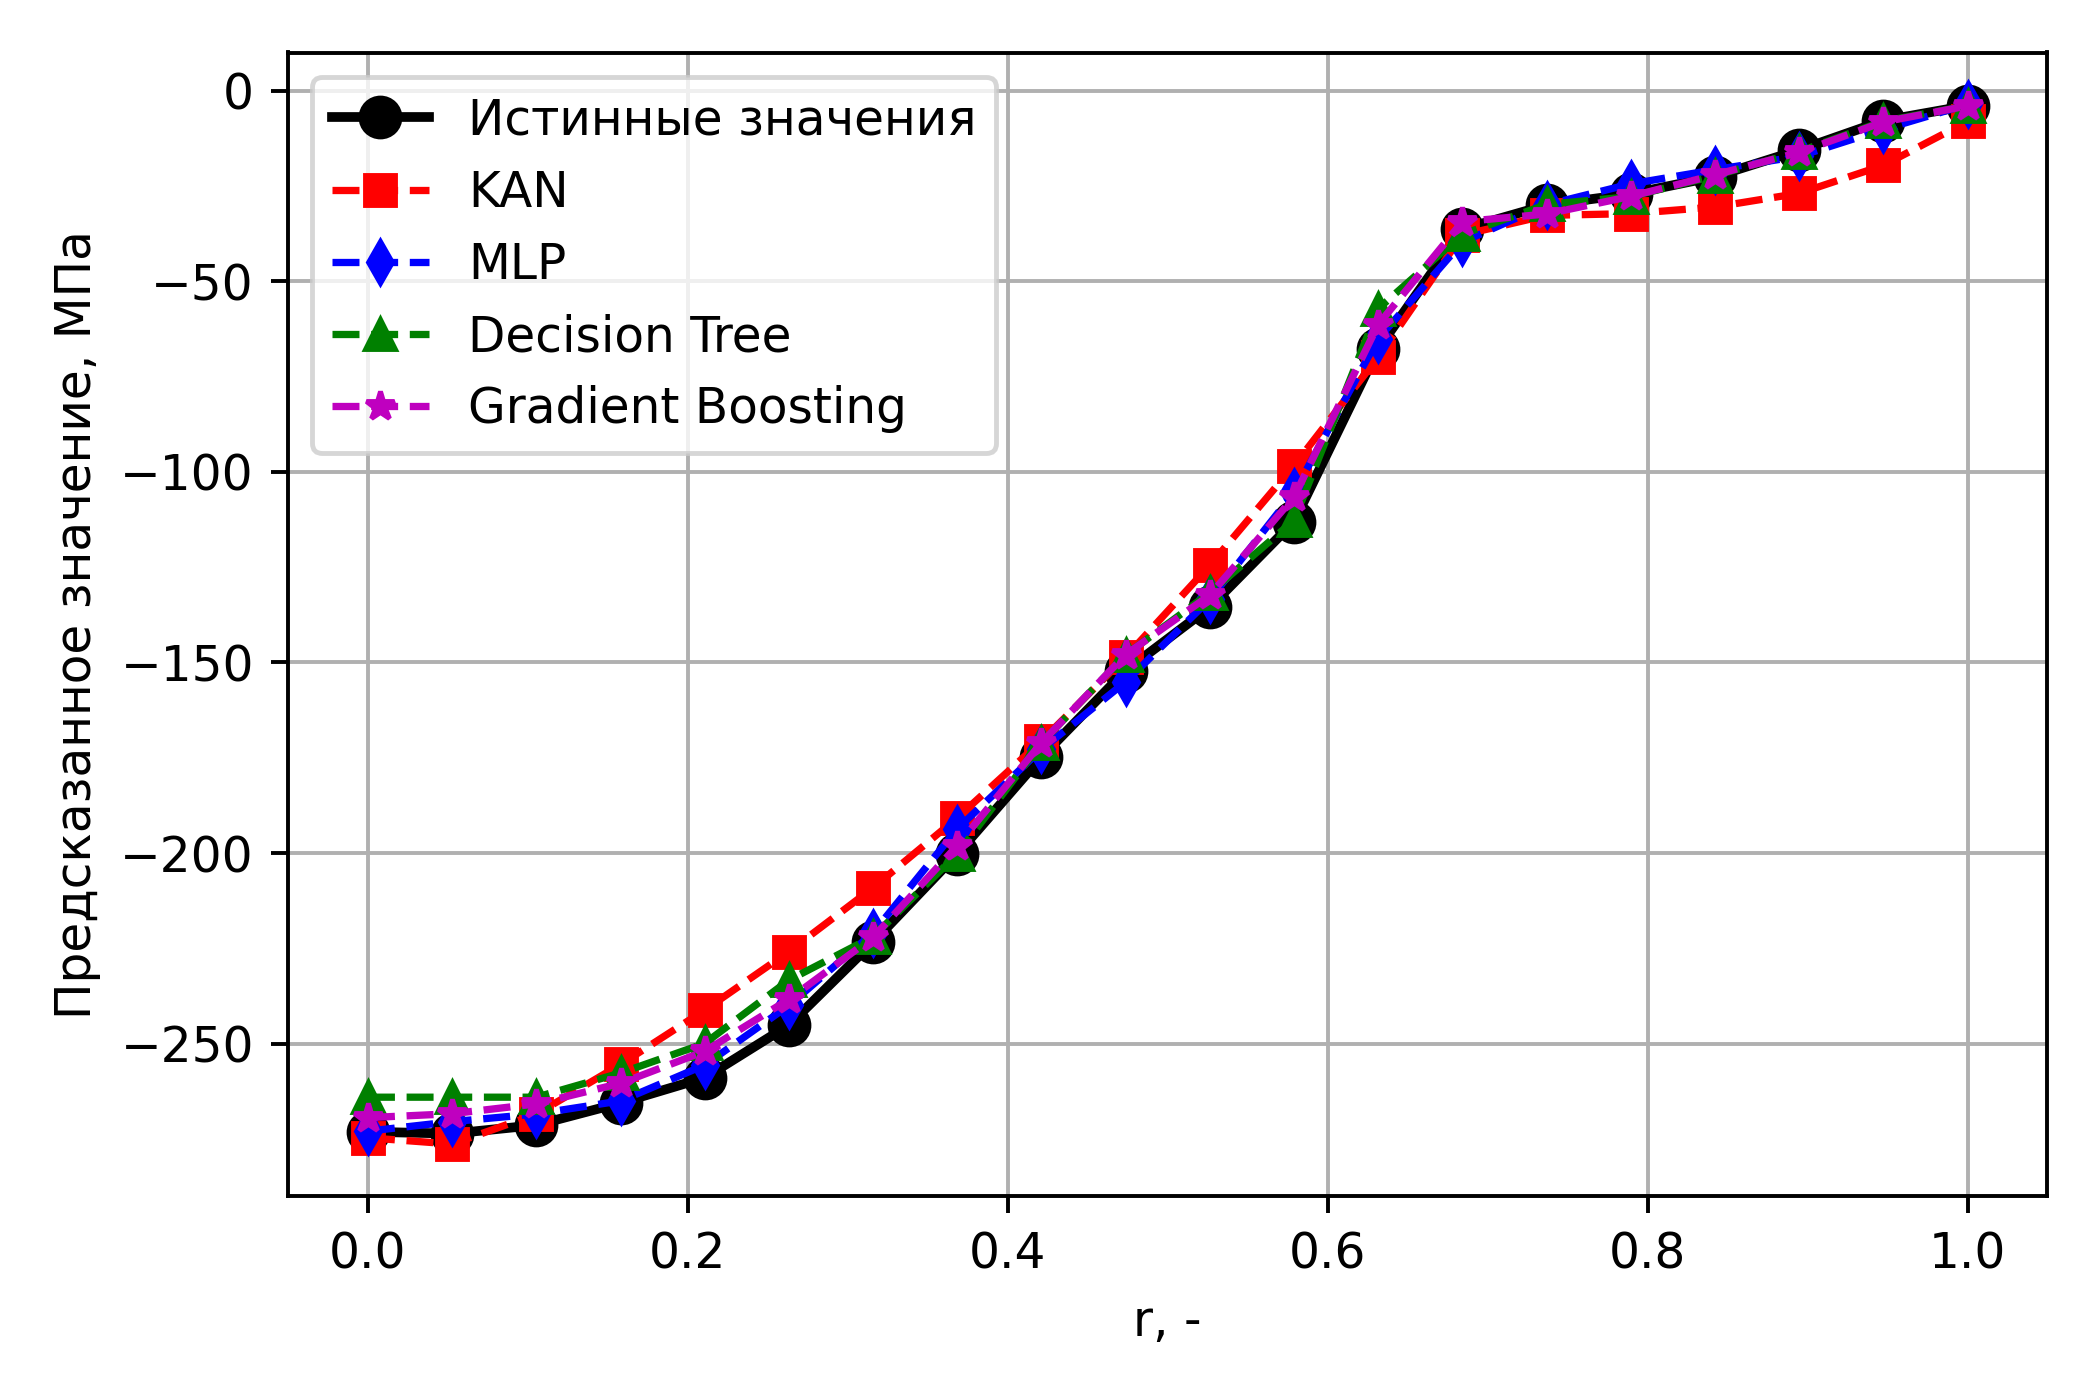 Истинные значения
KAN
MLP
Decision Tree
Gradient Boosting
Предсказанное значение, МПа
0
−50
−100
−150
−200
−250
0.0 0.2 0.4 0.6 0.8 1.0
r, -